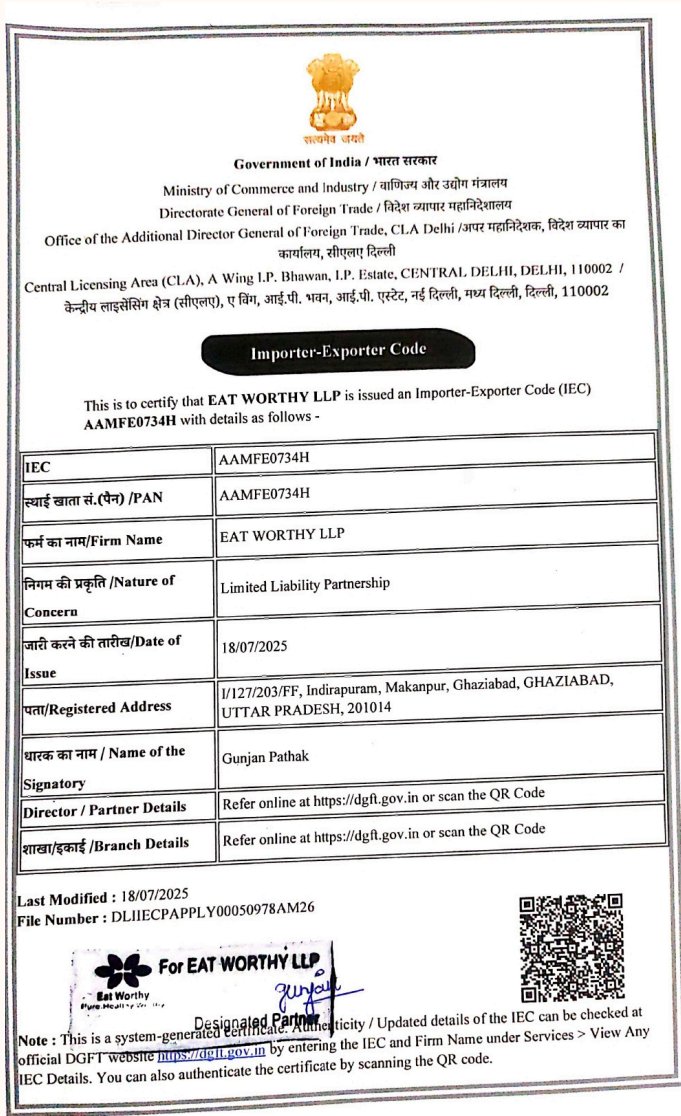 सत्यमेव जयते
Government of India / भारत सरकार
Ministry of Commerce and Industry / वाणिज्य और उद्योग मंत्रालय
Directorate General of Foreign Trade / विदेश व्यापार महानिदेशालय
Office of the Additional Director General of Foreign Trade, CLA Delhi /अपर महानिदेशक, विदेश व्यापार का
कार्यालय, सीएलए दिल्ली
Central Licensing Area (CLA), A Wing I.P. Bhawan, I.P. Estate, CENTRAL DELHI, DELHI, 110002 /
केन्द्रीय लाइसेंसिंग क्षेत्र (सीएलए), ए विंग, आई.पी. भवन, आई.पी. एस्टेट, नई दिल्ली, मध्य दिल्ली, दिल्ली, 110002
Importer-Exporter Code
This is to certify that EAT WORTHY LLP is issued an Importer-Exporter Code (IEC)
AAMFE0734H with details as follows -
IEC AAMFE0734H
स्थाई खाता सं.(पैन) /PAN AAMFE0734H
फर्म का नाम/Firm Name EAT WORTHY LLP
निगम की प्रकृति /Nature of
Concern Limited Liability Partnership
जारी करने की तारीख/Date of
Issue 18/07/2025
पता/Registered Address I/127/203/FF, Indirapuram, Makanpur, Ghaziabad, GHAZIABAD,
UTTAR PRADESH, 201014
धारक का नाम / Name of the
Signatory Gunjan Pathak
Director / Partner Details Refer online at https://dgft.gov.in or scan the QR Code
शाखा/इकाई /Branch Details Refer online at https://dgft.gov.in or scan the QR Code
Last Modified : 18/07/2025
File Number : DLIIECPAPPLY00050978AM26
For EAT WORTHY LLP
Eat Worthy
gunjan
Designated Partner
Note : This is a system-generated certificate. Authenticity / Updated details of the IEC can be checked at
official DGFT website https://dgft.gov.in by entering the IEC and Firm Name under Services > View Any
IEC Details. You can also authenticate the certificate by scanning the QR code.